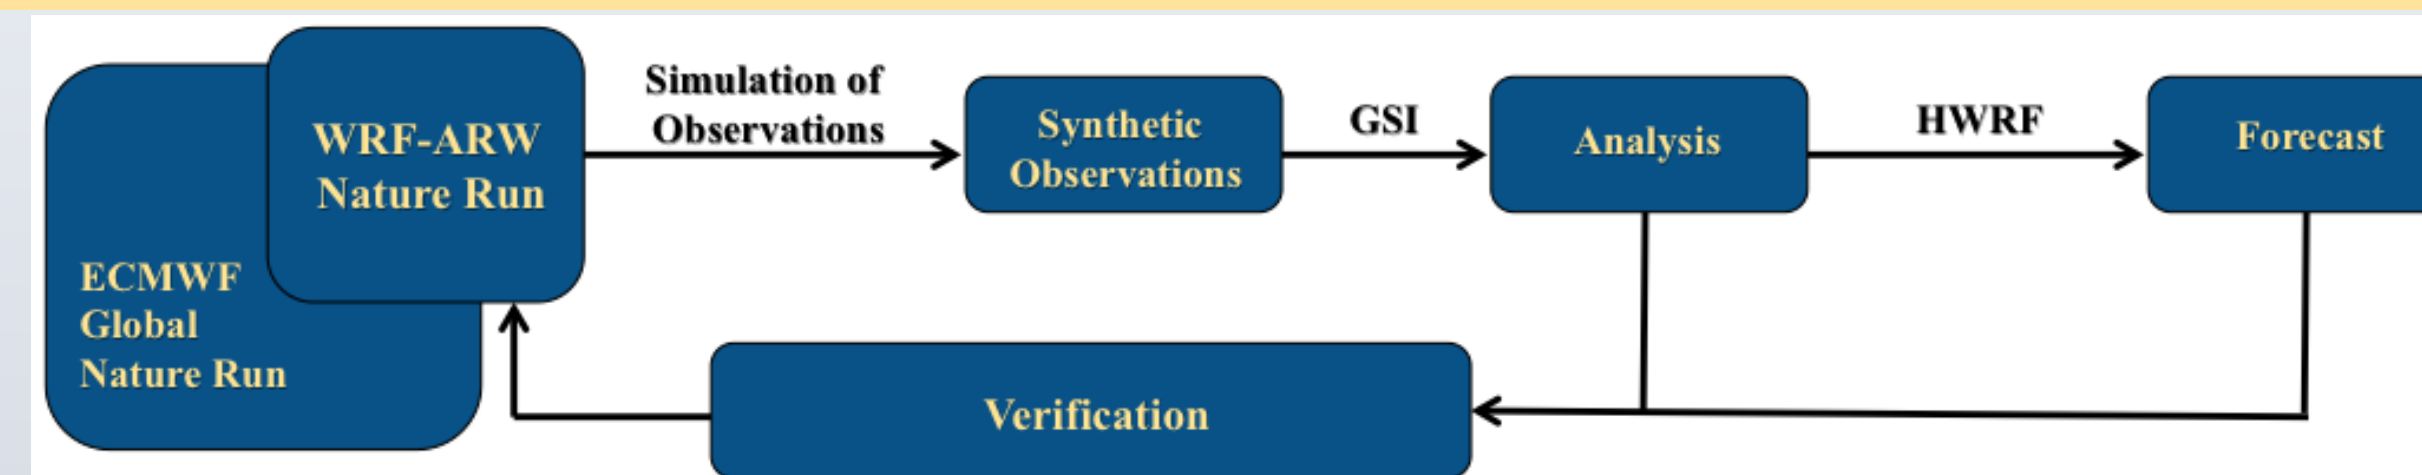 WRF-ARW
Nature Run
ECMWF
Global
Nature Run
Simulation of
Observations
Synthetic
Observations
GSI
Analysis
HWRF
Forecast
Verification